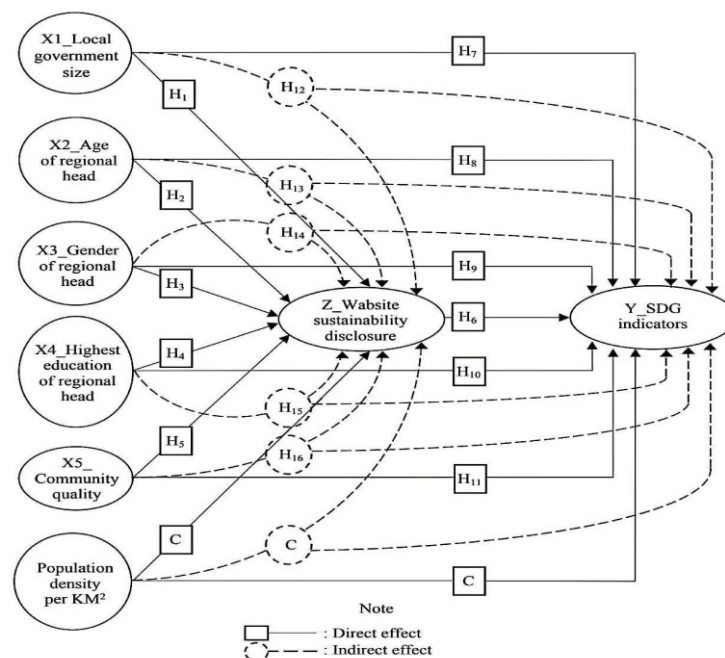 X1_Local
government
size
H7
H12
H1
X2_Age
of regional
head
H8
H13
H2
H14
X3_Gender
of regional
head
H9
H3
Z_Wabsite
sustainability
disclosure
H6
Y_SDG
indicators
X4_Highest
education
of regional
head
H4
H10
H15
H5
H16
X5_
Community
quality
H11
C
C
Population
density
per KM²
C
Note
: Direct effect
: Indirect effect